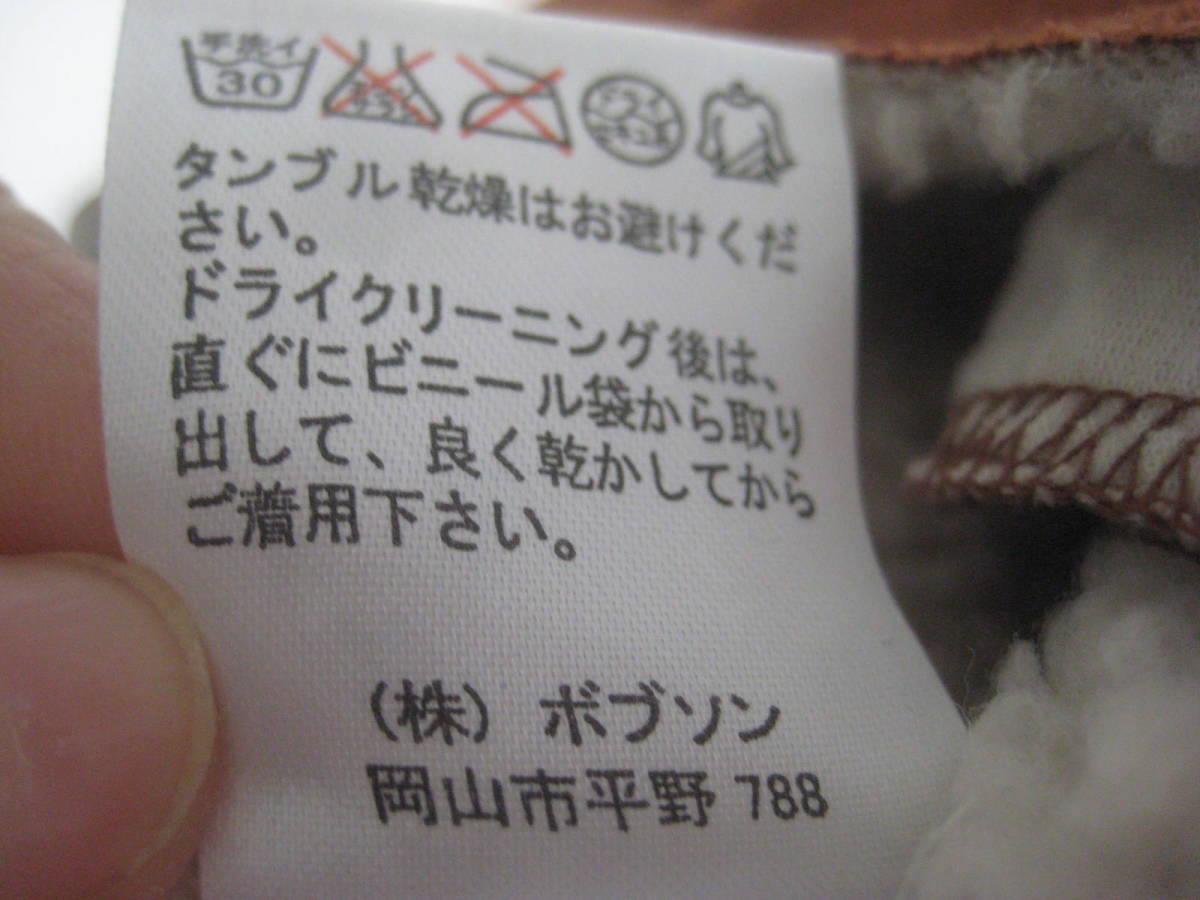 手洗イ
30
タンブル乾燥はお避けくだ
さい。
ドライクリーニング後は、
直ぐにビニール袋から取り
出して、良く乾かしてから
ご着用下さい。
(株) ボブソン
岡山市平野 788